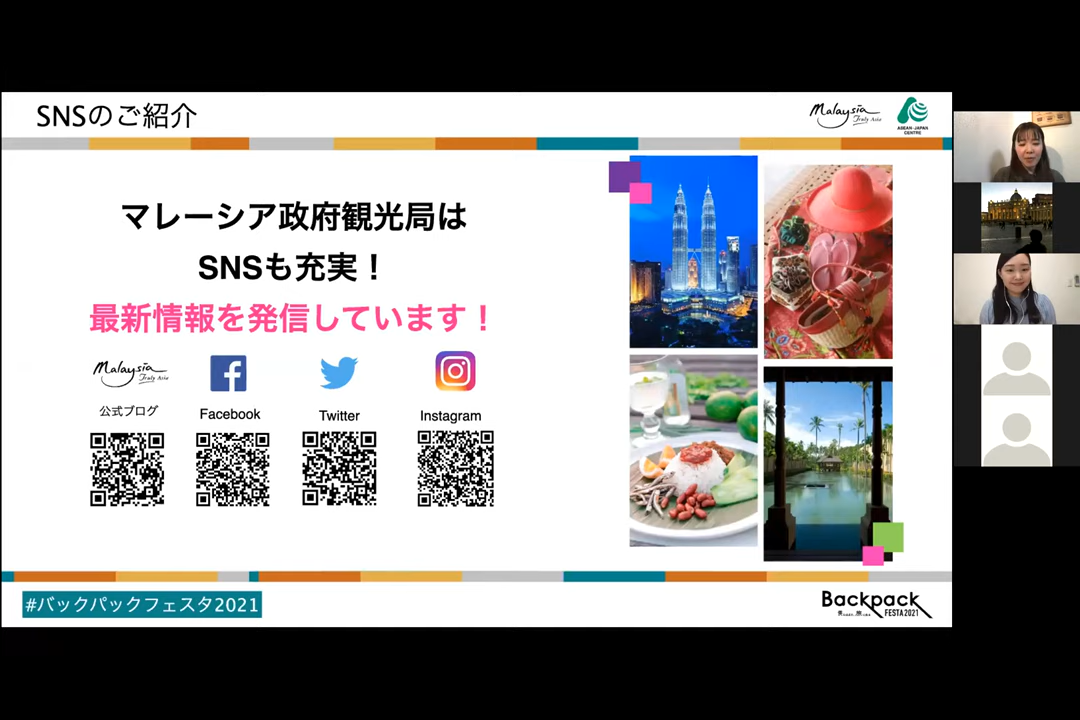 SNSのご紹介
Malaysia
Truly Asia
ASEAN-JAPAN
CENTRE
マレーシア政府観光局は
SNSも充実！
最新情報を発信しています！
Malaysia
Truly Asia
公式ブログ
Facebook
Twitter
Instagram
#バックパックフェスタ2021
Backpack
FESTA2021